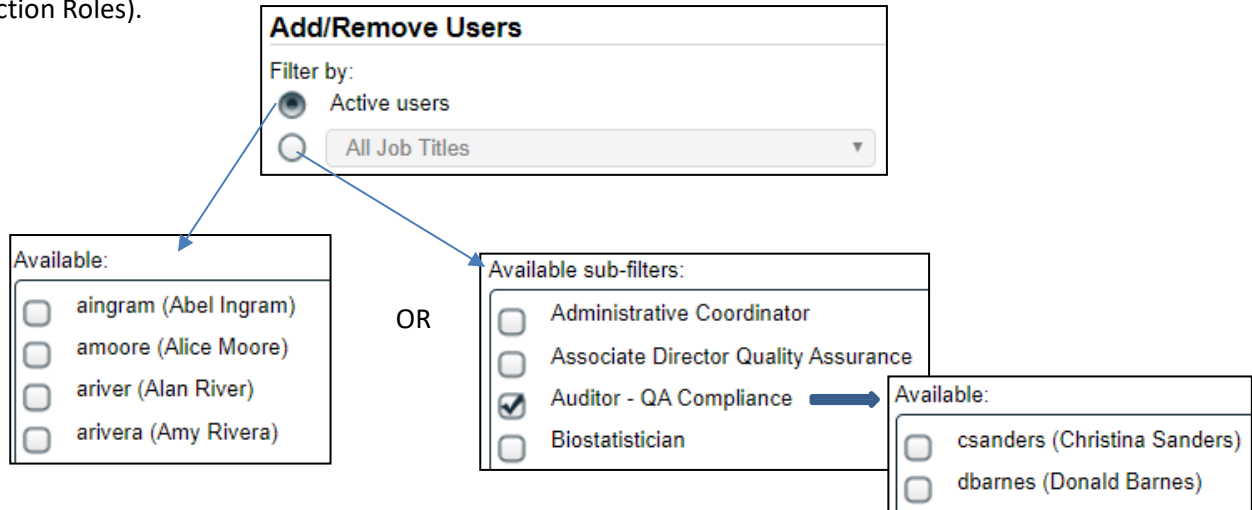 ction Roles).
Add/Remove Users
Filter by:
Active users
All Job Titles
Available:
aingram (Abel Ingram)
amoore (Alice Moore)
ariver (Alan River)
arivera (Amy Rivera)
OR
Available sub-filters:
Administrative Coordinator
Associate Director Quality Assurance
Auditor - QA Compliance
Biostatistician
Available:
csanders (Christina Sanders)
dbarnes (Donald Barnes)